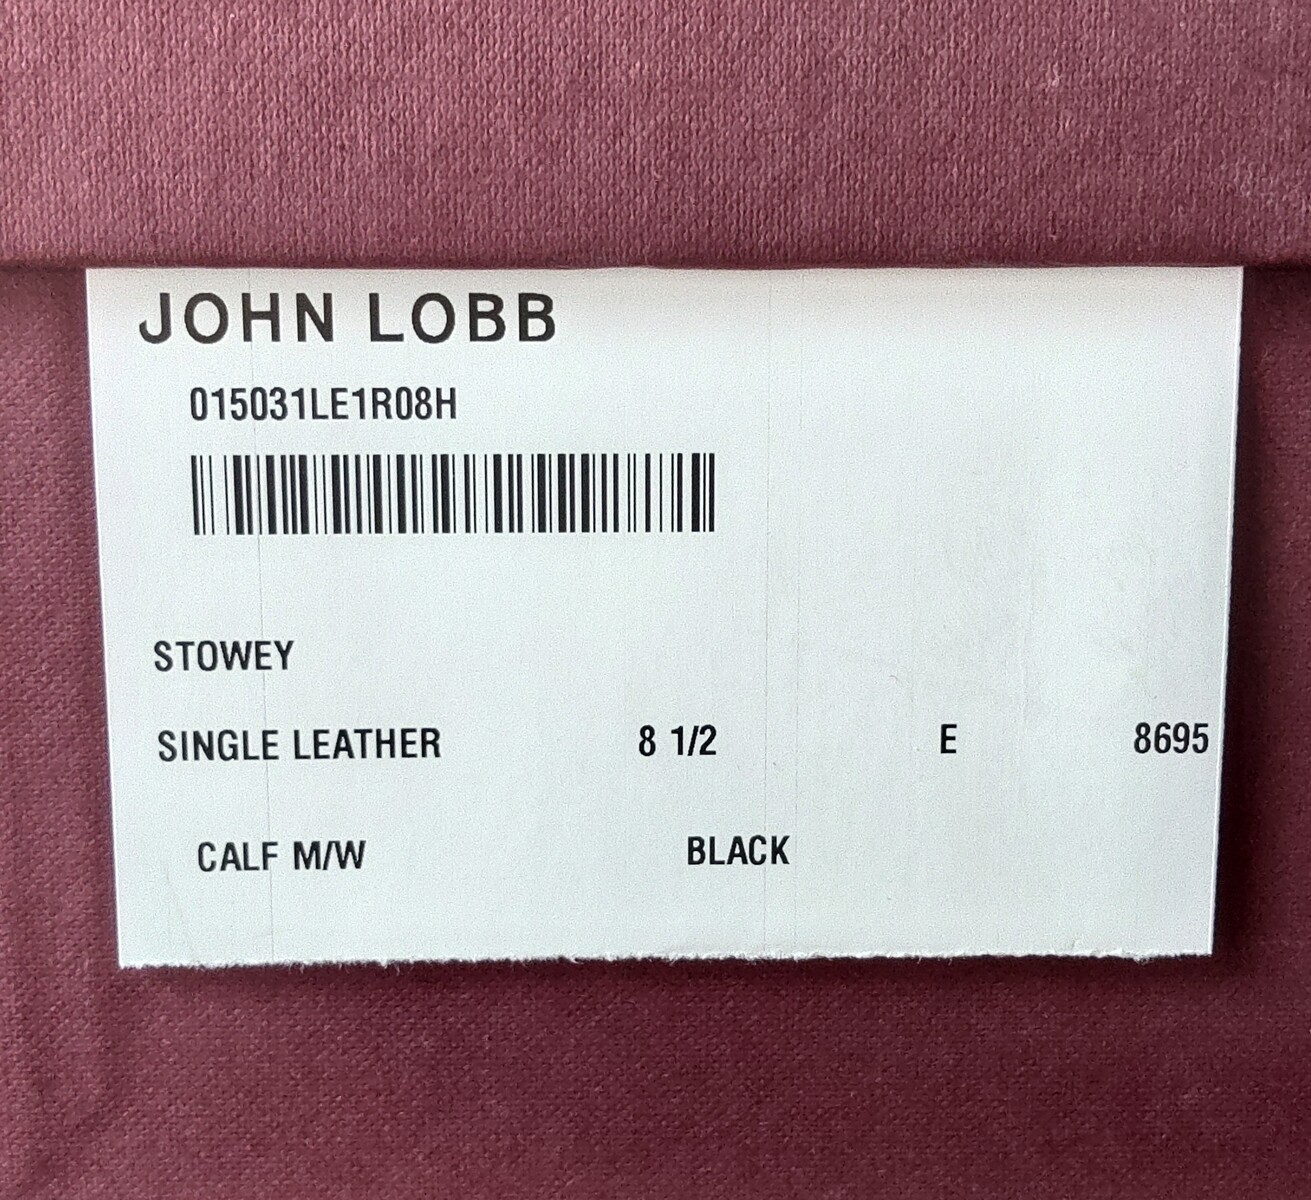 JOHN LOBB
015031LE1R08H
STOWEY
SINGLE LEATHER 8 1/2 E 8695
CALF M/W BLACK